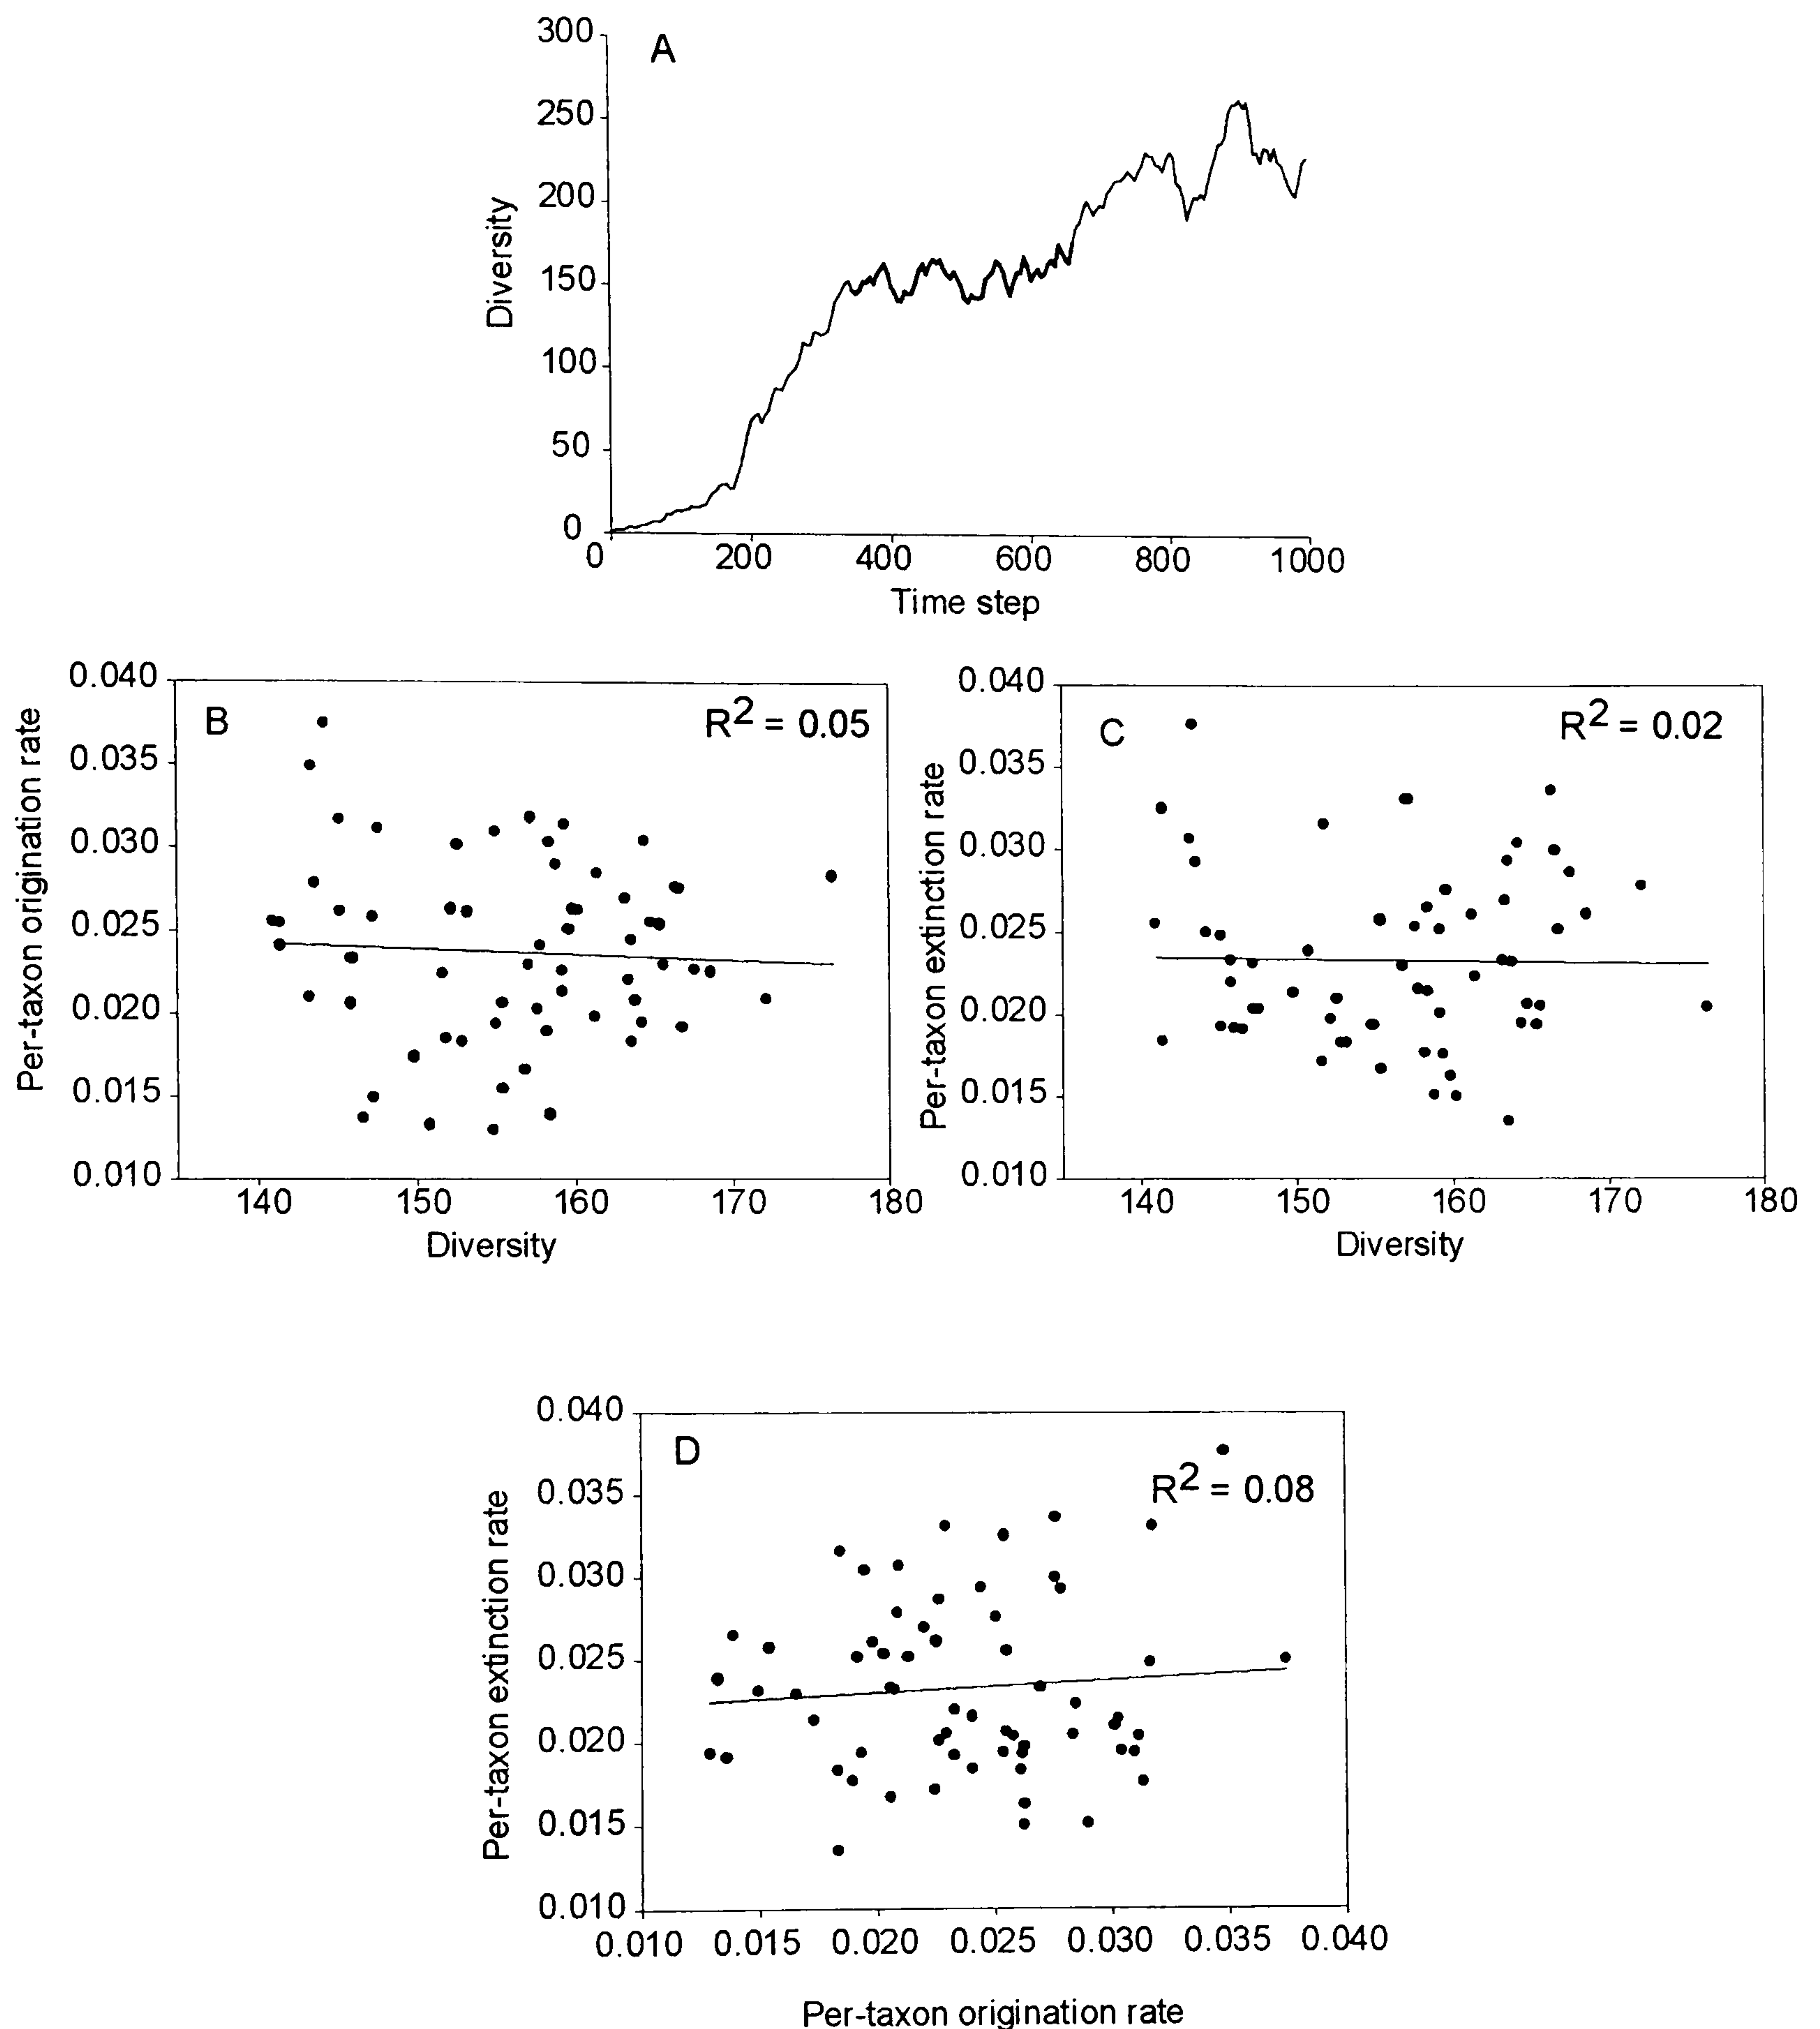 A
300
250
200
150
100
50
0
Diversity
0 200 400 600 800 1000
Time step
B
R2 = 0.05
0.040
0.035
0.030
0.025
0.020
0.015
0.010
Per-taxon origination rate
140 150 160 170 180
Diversity
C
R2 = 0.02
0.040
0.035
0.030
0.025
0.020
0.015
0.010
Per-taxon extinction rate
140 150 160 170 180
Diversity
D
R2 = 0.08
0.040
0.035
0.030
0.025
0.020
0.015
0.010
Per-taxon extinction rate
0.010 0.015 0.020 0.025 0.030 0.035 0.040
Per-taxon origination rate